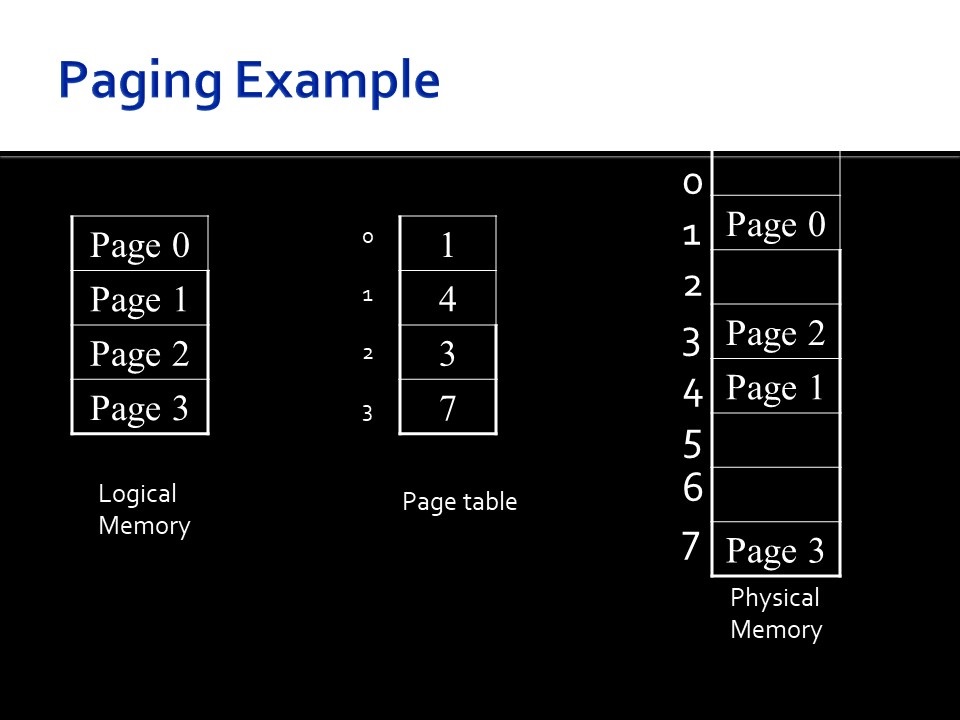 Paging Example
Page 0
Page 1
Page 2
Page 3
Logical
Memory
0
1
2
3
1
4
3
7
Page table
0
1
2
3
4
5
6
7
Page 0
Page 2
Page 1
Page 3
Physical
Memory